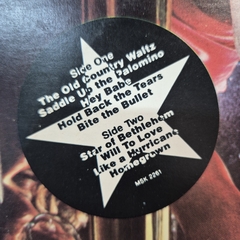 Side One
The Old Country Waltz
Saddle Up the Palomino
Hey Babe
Hold Back the Tears
Bite the Bullet
Side Two
Star of Bethlehem
Will To Love
Like a Hurricane
Homegrown
MSK 2261